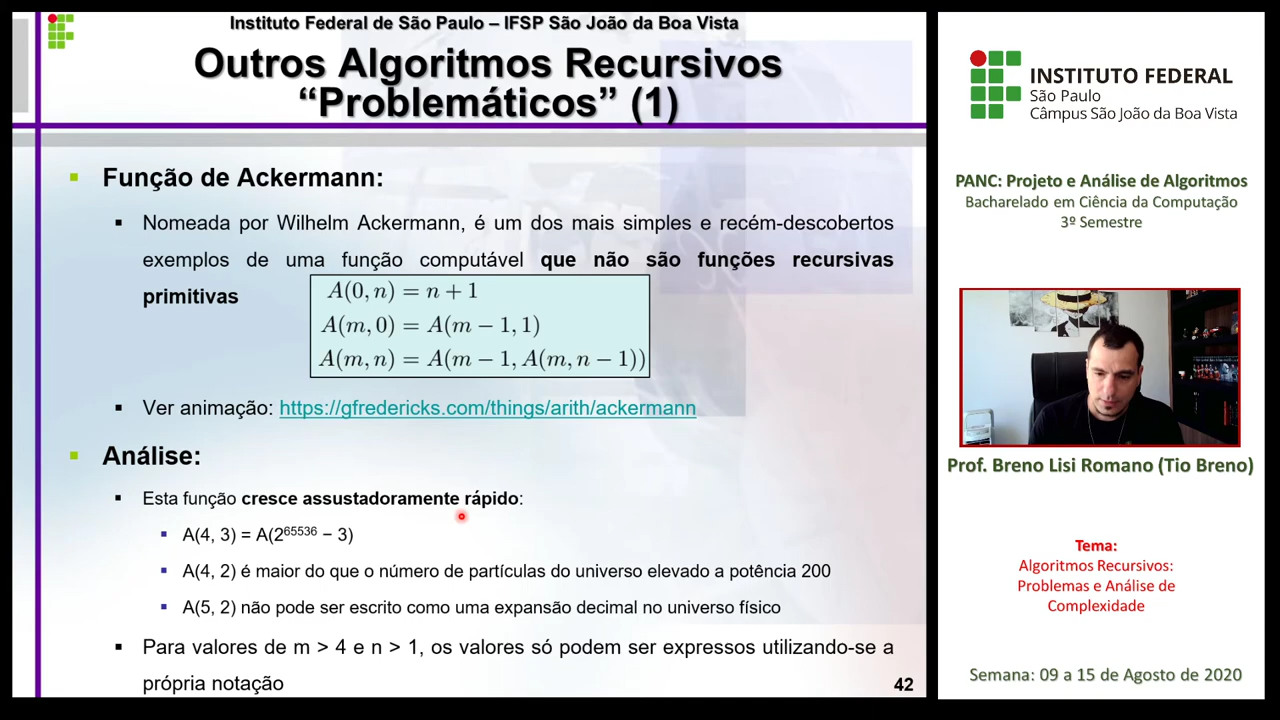 Instituto Federal de São Paulo – IFSP São João da Boa Vista
Outros Algoritmos Recursivos
“Problemáticos” (1)
Função de Ackermann:
Nomeada por Wilhelm Ackermann, é um dos mais simples e recém-descobertos
exemplos de uma função computável que não são funções recursivas
primitivas
A(0, n) = n + 1
A(m, 0) = A(m − 1, 1)
A(m, n) = A(m − 1, A(m, n − 1))
Ver animação: https://gfredericks.com/things/arith/ackermann
Análise:
Esta função cresce assustadoramente rápido:
A(4, 3) = A(2^65536 − 3)
A(4, 2) é maior do que o número de partículas do universo elevado a potência 200
A(5, 2) não pode ser escrito como uma expansão decimal no universo físico
Para valores de m > 4 e n > 1, os valores só podem ser expressos utilizando-se a
própria notação
42
INSTITUTO FEDERAL
São Paulo
Câmpus São João da Boa Vista
PANC: Projeto e Análise de Algoritmos
Bacharelado em Ciência da Computação
3º Semestre
Prof. Breno Lisi Romano (Tio Breno)
Tema:
Algoritmos Recursivos:
Problemas e Análise de
Complexidade
Semana: 09 a 15 de Agosto de 2020